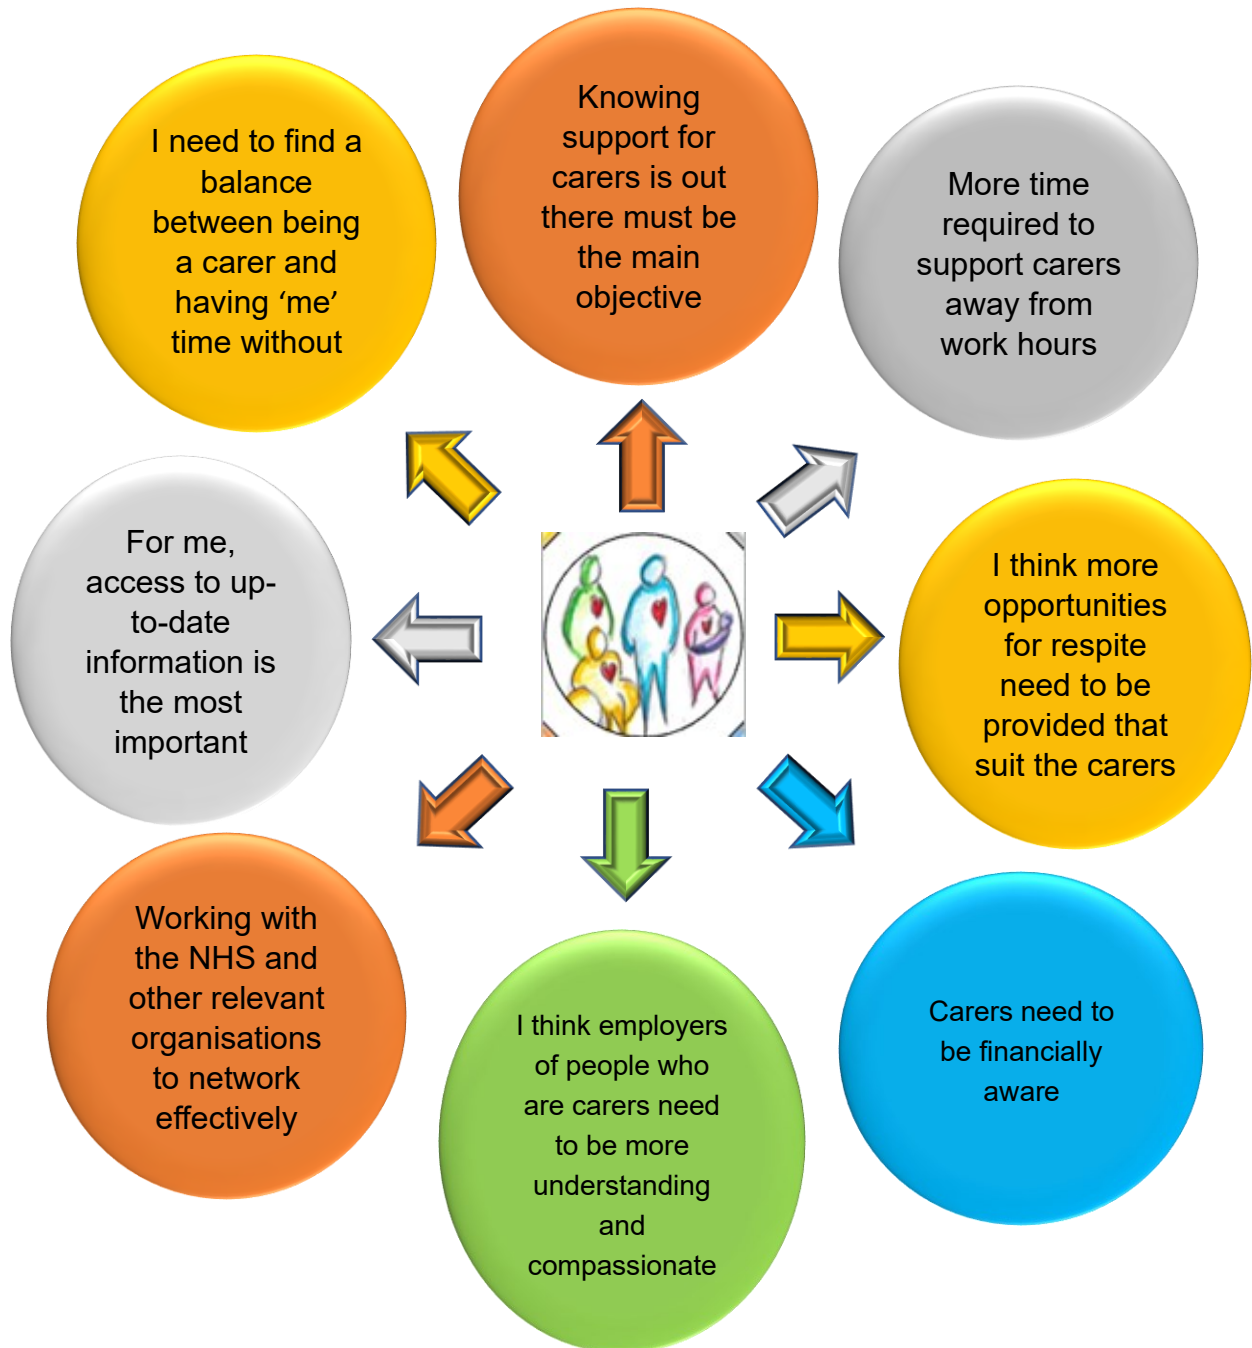 I need to find a
balance
between being
a carer and
having ‘me’
time without
Knowing
support for
carers is out
there must be
the main
objective
More time
required to
support carers
away from
work hours
For me,
access to up-
to-date
information is
the most
important
I think more
opportunities
for respite
need to be
provided that
suit the carers
Working with
the NHS and
other relevant
organisations
to network
effectively
I think employers
of people who
are carers need
to be more
understanding
and
compassionate
Carers need to
be financially
aware